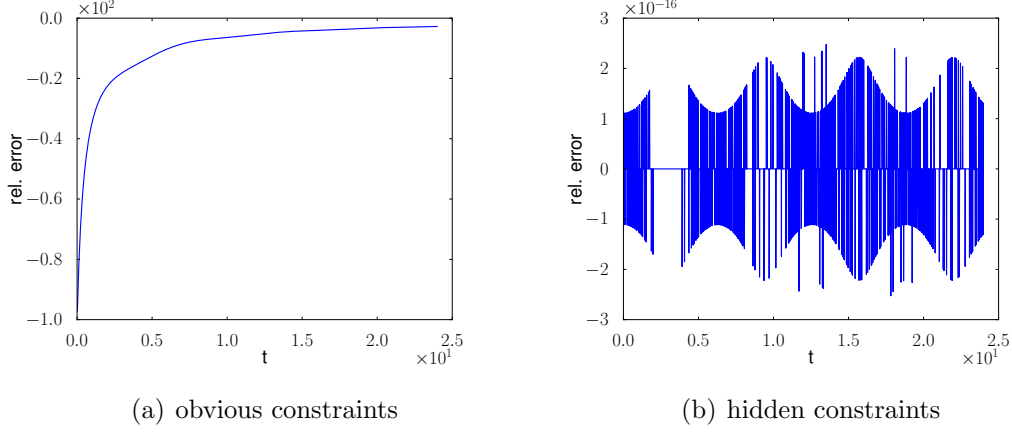 ×10²
0.0
−0.2
−0.4
−0.6
−0.8
−1.0
rel. error
0.0 0.5 1.0 1.5 2.0 2.5
×10¹
t
(a) obvious constraints
×10⁻¹⁶
3
2
1
0
−1
−2
−3
rel. error
0.0 0.5 1.0 1.5 2.0 2.5
×10¹
t
(b) hidden constraints